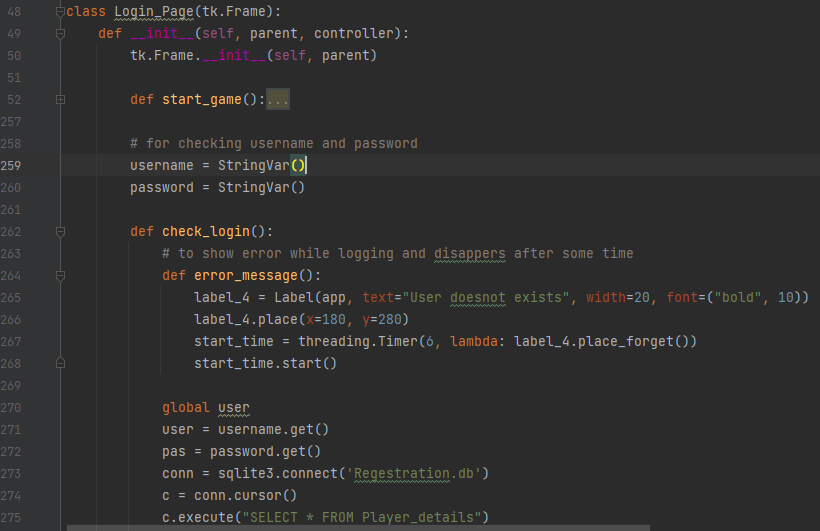 48 class Login_Page(tk.Frame):
49 def __init__(self, parent, controller):
50 tk.Frame.__init__(self, parent)
51
52 def start_game():...
257
258 # for checking username and password
259 username = StringVar()
260 password = StringVar()
261
262 def check_login():
263 # to show error while logging and disappers after some time
264 def error_message():
265 label_4 = Label(app, text="User doesnot exists", width=20, font=("bold", 10))
266 label_4.place(x=180, y=280)
267 start_time = threading.Timer(6, lambda: label_4.place_forget())
268 start_time.start()
269
270 global user
271 user = username.get()
272 pas = password.get()
273 conn = sqlite3.connect('Regestration.db')
274 c = conn.cursor()
275 c.execute("SELECT * FROM Player_details")